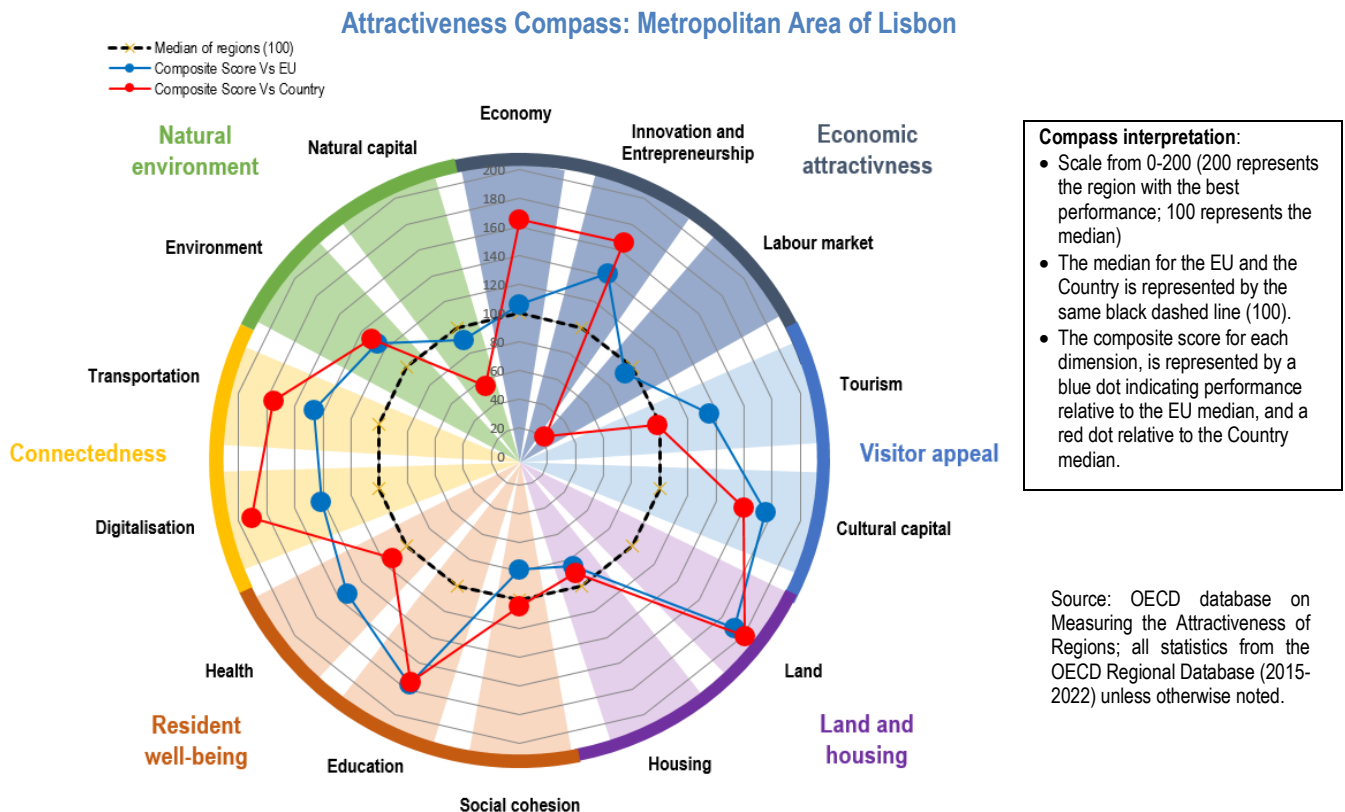 Attractiveness Compass: Metropolitan Area of Lisbon
Median of regions (100)
Composite Score Vs EU
Composite Score Vs Country
Economy
Innovation and
Entrepreneurship
Economic
attractivness
Labour market
Tourism
Visitor appeal
Cultural capital
Land
Land and
housing
Housing
Social cohesion
Education
Resident
well-being
Health
Digitalisation
Connectedness
Transportation
Environment
Natural
environment
Natural capital
200
180
160
140
120
100
80
60
40
20
0
Compass interpretation:
• Scale from 0-200 (200 represents
the region with the best
performance; 100 represents the
median)
• The median for the EU and the
Country is represented by the
same black dashed line (100).
• The composite score for each
dimension, is represented by a
blue dot indicating performance
relative to the EU median, and a
red dot relative to the Country
median.
Source: OECD database on
Measuring the Attractiveness of
Regions; all statistics from the
OECD Regional Database (2015-
2022) unless otherwise noted.